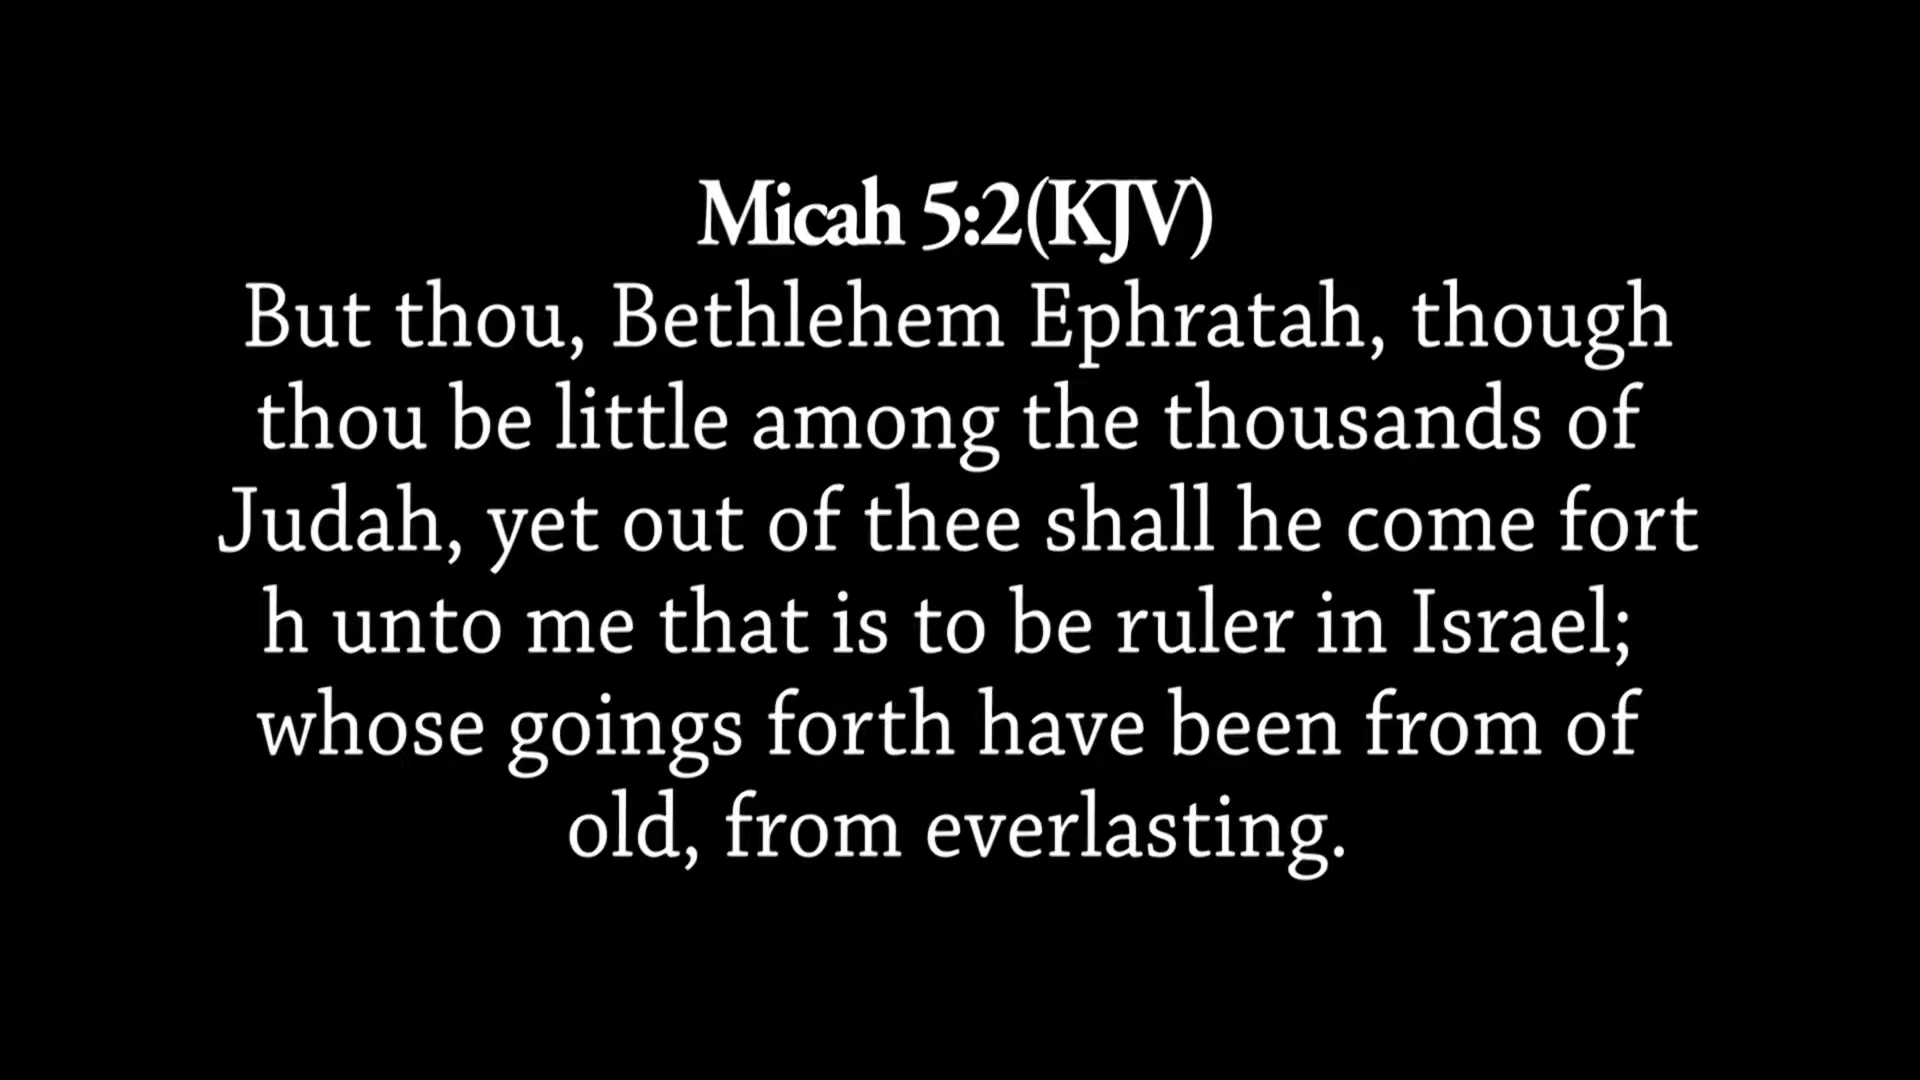 Micah 5:2(KJV)
But thou, Bethlehem Ephratah, though
thou be little among the thousands of
Judah, yet out of thee shall he come fort
h unto me that is to be ruler in Israel;
whose goings forth have been from of
old, from everlasting.